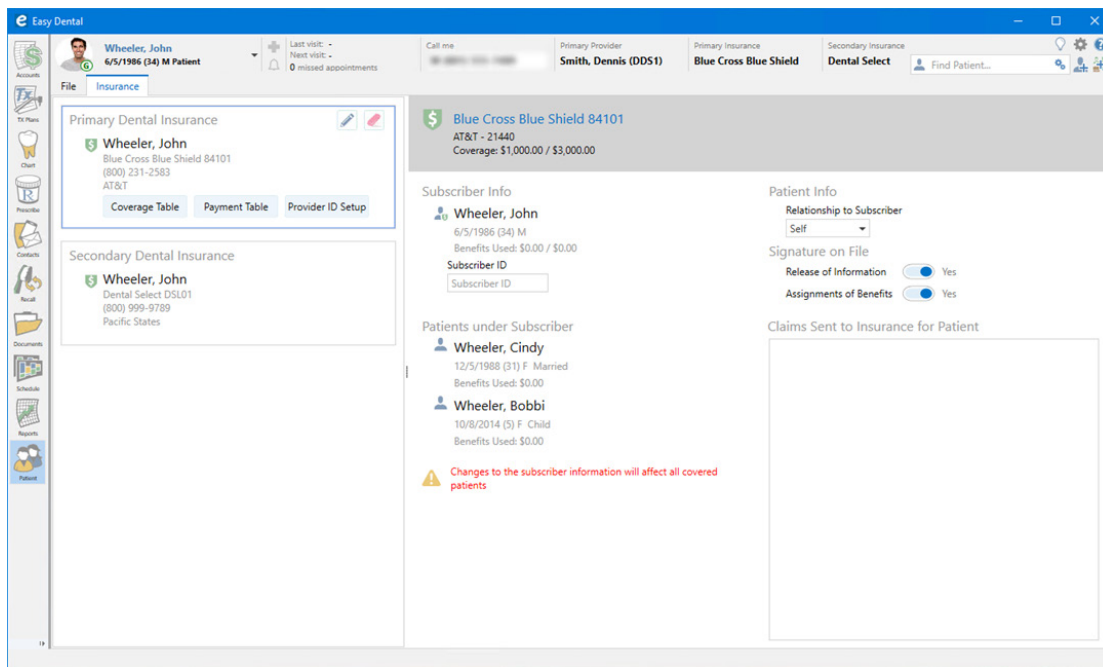 Easy Dental
Wheeler, John
6/5/1986 (34) M Patient
G
Last visit: -
Next visit: -
0 missed appointments
Call me
Primary Provider
Smith, Dennis (DDS1)
Primary Insurance
Blue Cross Blue Shield
Secondary Insurance
Dental Select
Find Patient...
File
Insurance
Accounts
Tx
TX Plans
Chart
R
Prescribe
Contacts
Recall
Documents
Schedule
Reports
Patient
Primary Dental Insurance
Wheeler, John
Blue Cross Blue Shield 84101
(800) 231-2583
AT&T
Coverage Table
Payment Table
Provider ID Setup
Secondary Dental Insurance
Wheeler, John
Dental Select DSL01
(800) 999-9789
Pacific States
Blue Cross Blue Shield 84101
AT&T - 21440
Coverage: $1,000.00 / $3,000.00
Subscriber Info
Wheeler, John
6/5/1986 (34) M
Benefits Used: $0.00 / $0.00
Subscriber ID
Subscriber ID
Patients under Subscriber
Wheeler, Cindy
12/5/1988 (31) F Married
Benefits Used: $0.00
Wheeler, Bobbi
10/8/2014 (5) F Child
Benefits Used: $0.00
Changes to the subscriber information will affect all covered
patients
Patient Info
Relationship to Subscriber
Self
Signature on File
Release of Information
Yes
Assignments of Benefits
Yes
Claims Sent to Insurance for Patient